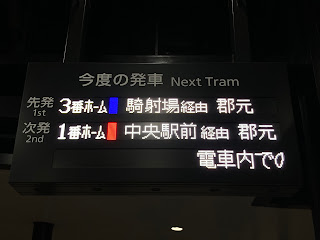 今度の発車 Next Tram
先発 1st 3番ホーム 騎射場経由 郡元
次発 2nd 1番ホーム 中央駅前経由 郡元
電車内での